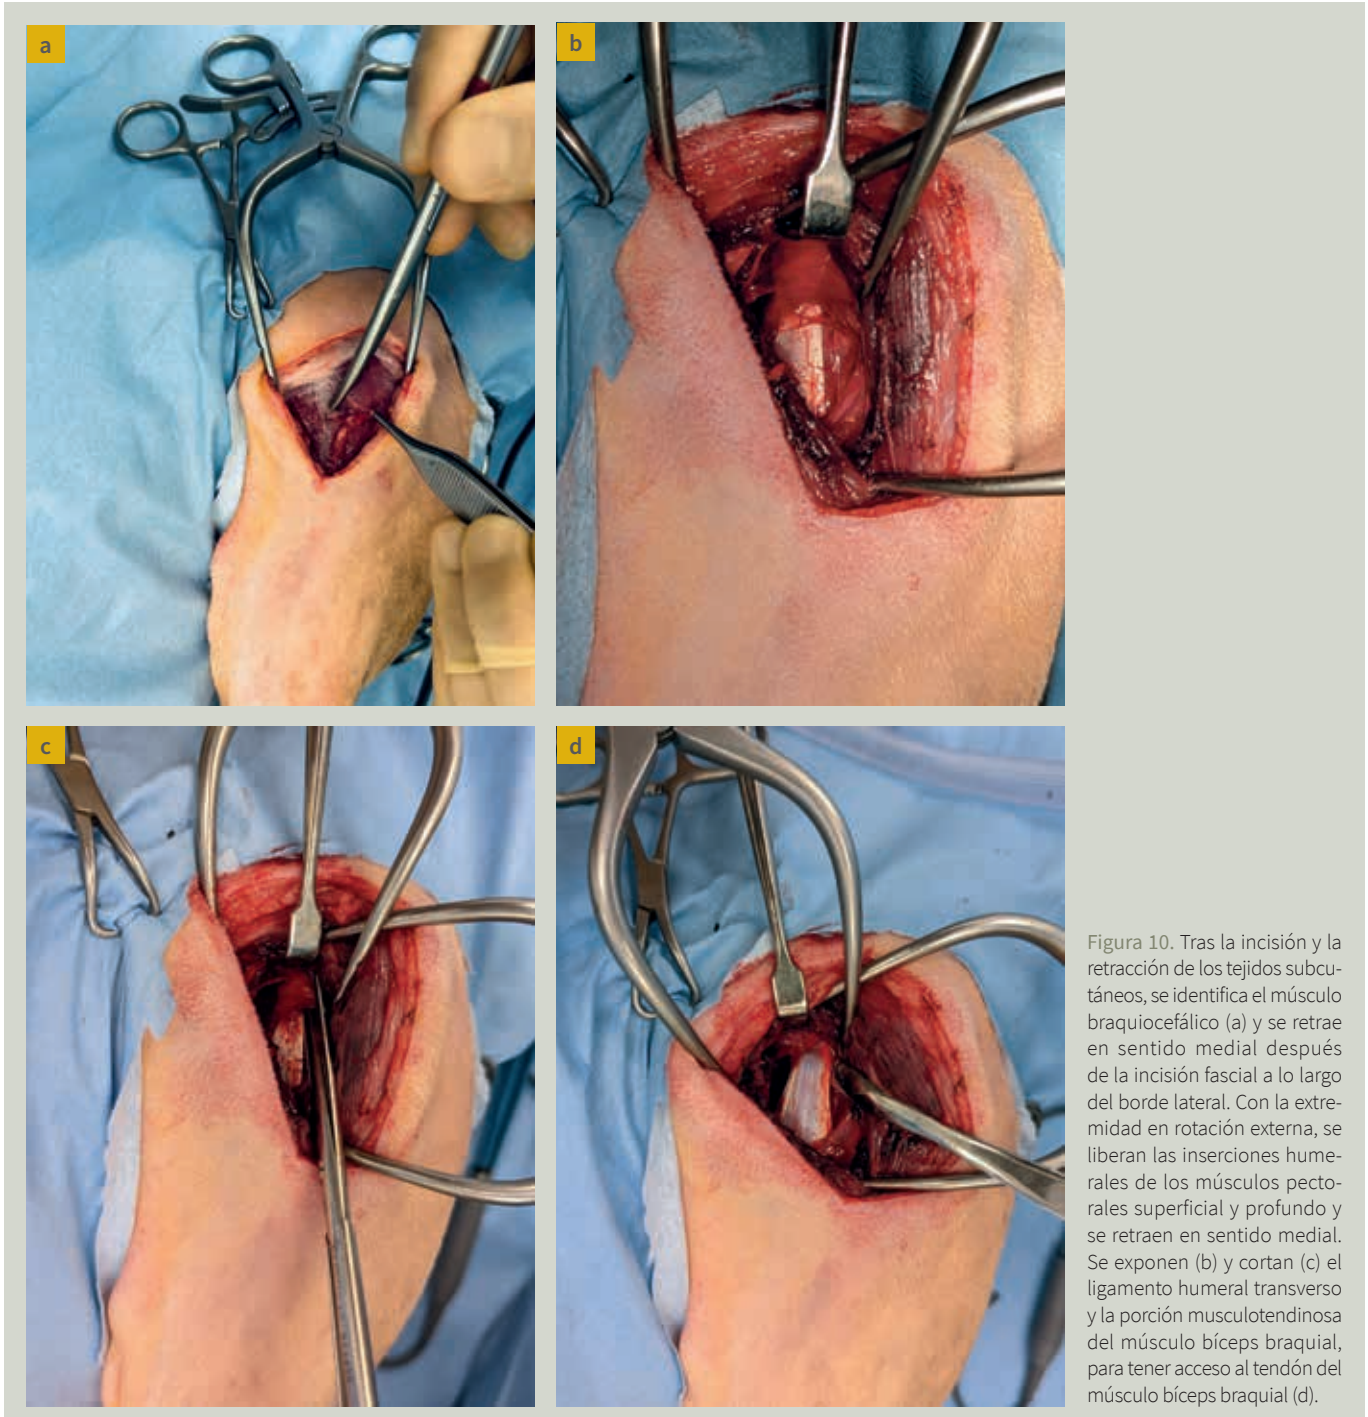 a
b
c
d
Figura 10. Tras la incisión y la
retracción de los tejidos subcu-
táneos, se identifica el músculo
braquiocefálico (a) y se retrae
en sentido medial después
de la incisión fascial a lo largo
del borde lateral. Con la extre-
midad en rotación externa, se
liberan las inserciones hume-
rales de los músculos pecto-
rales superficial y profundo y
se retraen en sentido medial.
Se exponen (b) y cortan (c) el
ligamento humeral transverso
y la porción musculotendinosa
del músculo bíceps braquial,
para tener acceso al tendón del
músculo bíceps braquial (d).